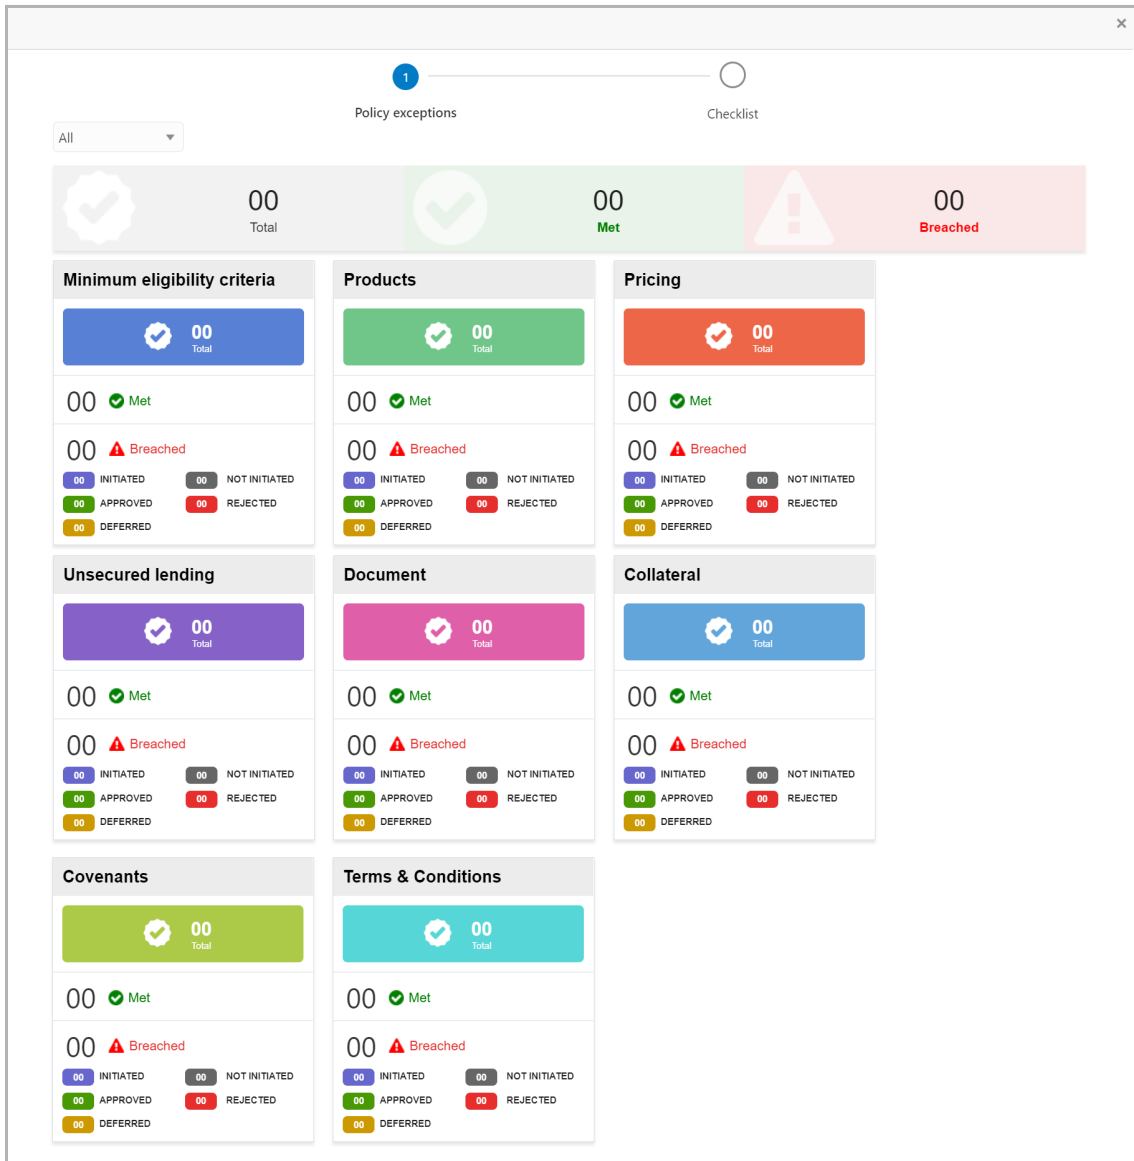 ×
1
Policy exceptions
Checklist
All
00
Total
00
Met
00
Breached
Minimum eligibility criteria
00
Total
00 Met
00 Breached
00 INITIATED 00 NOT INITIATED
00 APPROVED 00 REJECTED
00 DEFERRED
Products
00
Total
00 Met
00 Breached
00 INITIATED 00 NOT INITIATED
00 APPROVED 00 REJECTED
00 DEFERRED
Pricing
00
Total
00 Met
00 Breached
00 INITIATED 00 NOT INITIATED
00 APPROVED 00 REJECTED
00 DEFERRED
Unsecured lending
00
Total
00 Met
00 Breached
00 INITIATED 00 NOT INITIATED
00 APPROVED 00 REJECTED
00 DEFERRED
Document
00
Total
00 Met
00 Breached
00 INITIATED 00 NOT INITIATED
00 APPROVED 00 REJECTED
00 DEFERRED
Collateral
00
Total
00 Met
00 Breached
00 INITIATED 00 NOT INITIATED
00 APPROVED 00 REJECTED
00 DEFERRED
Covenants
00
Total
00 Met
00 Breached
00 INITIATED 00 NOT INITIATED
00 APPROVED 00 REJECTED
00 DEFERRED
Terms & Conditions
00
Total
00 Met
00 Breached
00 INITIATED 00 NOT INITIATED
00 APPROVED 00 REJECTED
00 DEFERRED